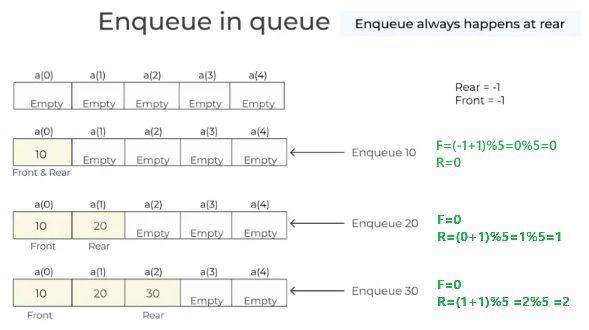 Enqueue in queue
Enqueue always happens at rear
a(0) a(1) a(2) a(3) a(4)
Empty Empty Empty Empty Empty
Rear = -1
Front = -1
a(0) a(1) a(2) a(3) a(4)
10 Empty Empty Empty Empty
Front & Rear
Enqueue 10
F=(-1+1)%5=0%5=0
R=0
a(0) a(1) a(2) a(3) a(4)
10 20 Empty Empty Empty
Front Rear
Enqueue 20
F=0
R=(0+1)%5=1%5=1
a(0) a(1) a(2) a(3) a(4)
10 20 30 Empty Empty
Front Rear
Enqueue 30
F=0
R=(1+1)%5 =2%5 =2